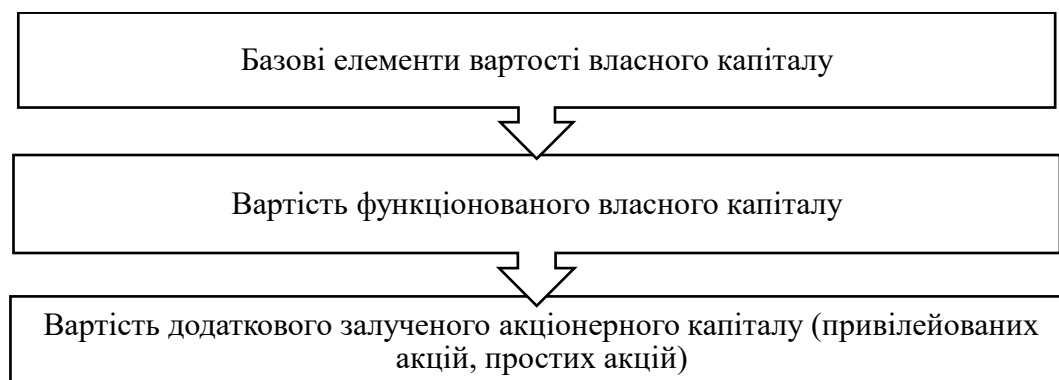 Базові елементи вартості власного капіталу
Вартість функціонованого власного капіталу
Вартість додаткового залученого акціонерного капіталу (привілейованих
акцій, простих акцій)